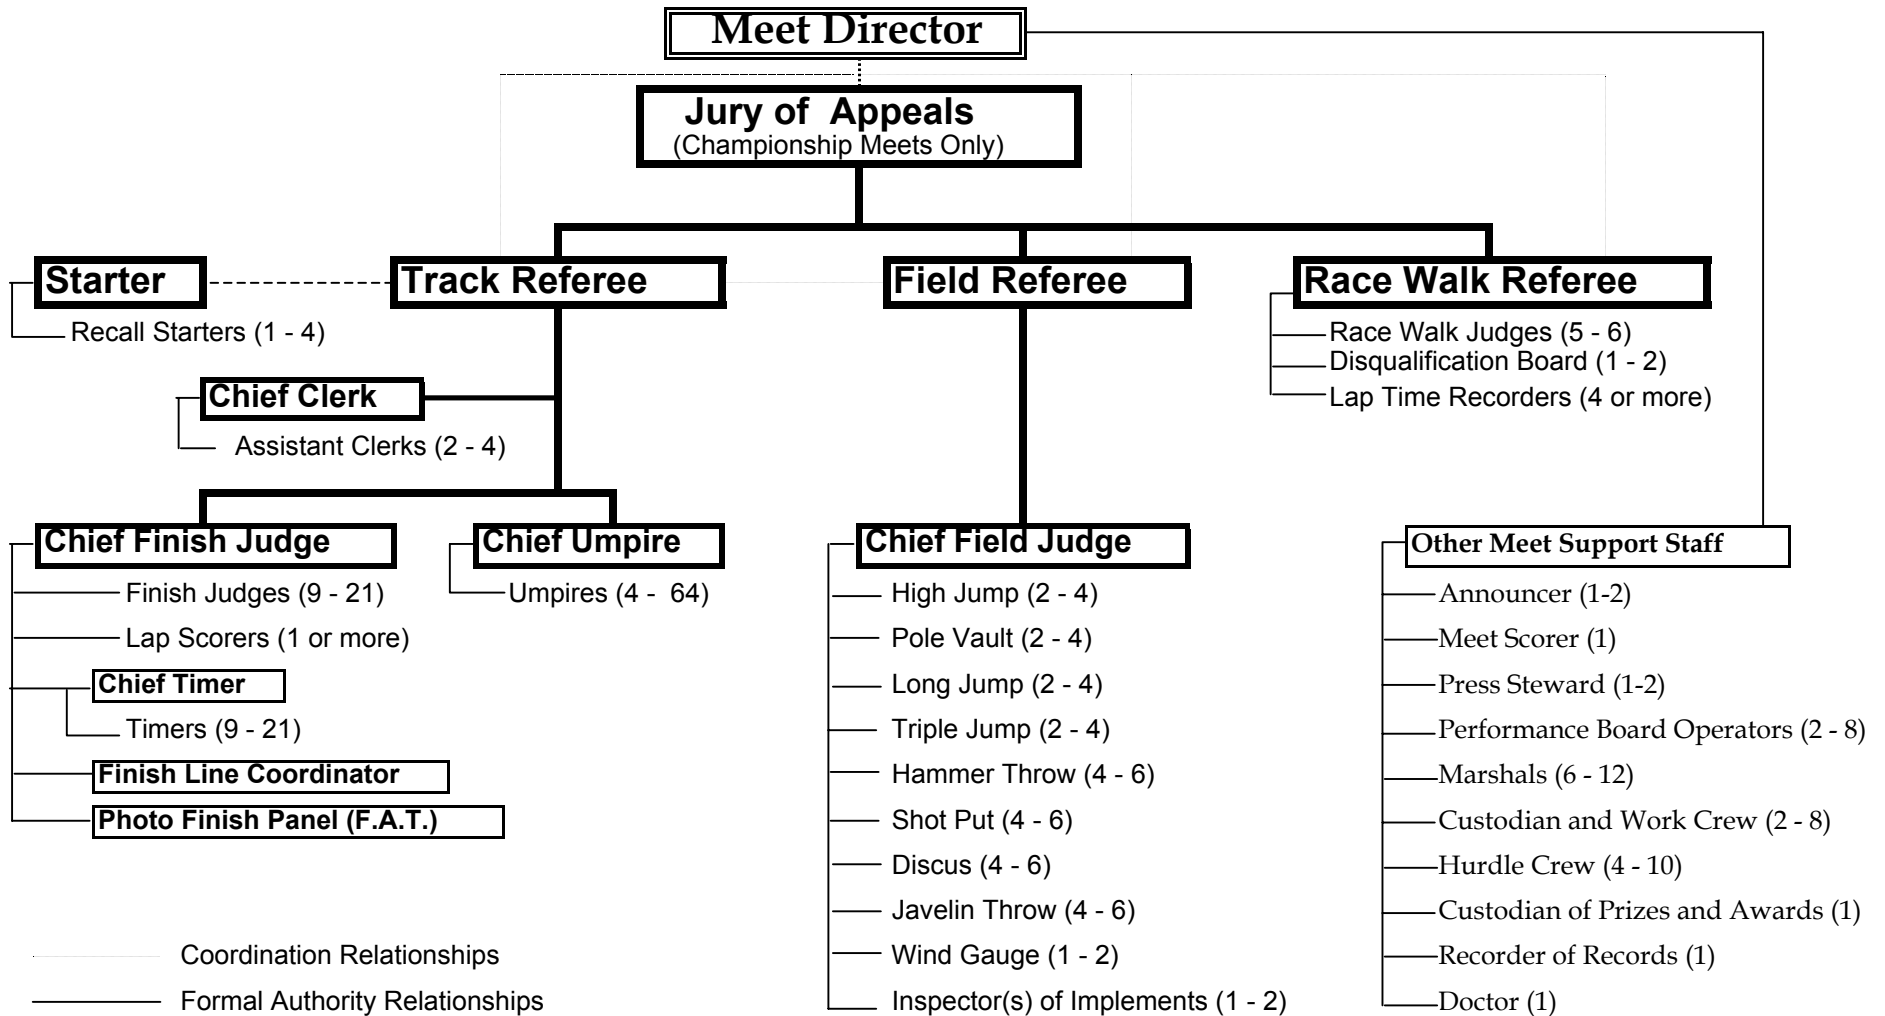 Meet Director
Jury of Appeals
(Championship Meets Only)
Starter
Track Referee
Field Referee
Race Walk Referee
Recall Starters (1 - 4)
Race Walk Judges (5 - 6)
Disqualification Board (1 - 2)
Lap Time Recorders (4 or more)
Chief Clerk
Assistant Clerks (2 - 4)
Chief Finish Judge
Finish Judges (9 - 21)
Lap Scorers (1 or more)
Chief Timer
Timers (9 - 21)
Finish Line Coordinator
Photo Finish Panel (F.A.T.)
Chief Umpire
Umpires (4 - 64)
Chief Field Judge
High Jump (2 - 4)
Pole Vault (2 - 4)
Long Jump (2 - 4)
Triple Jump (2 - 4)
Hammer Throw (4 - 6)
Shot Put (4 - 6)
Discus (4 - 6)
Javelin Throw (4 - 6)
Wind Gauge (1 - 2)
Inspector(s) of Implements (1 - 2)
Other Meet Support Staff
Announcer (1-2)
Meet Scorer (1)
Press Steward (1-2)
Performance Board Operators (2 - 8)
Marshals (6 - 12)
Custodian and Work Crew (2 - 8)
Hurdle Crew (4 - 10)
Custodian of Prizes and Awards (1)
Recorder of Records (1)
Doctor (1)
Coordination Relationships
Formal Authority Relationships